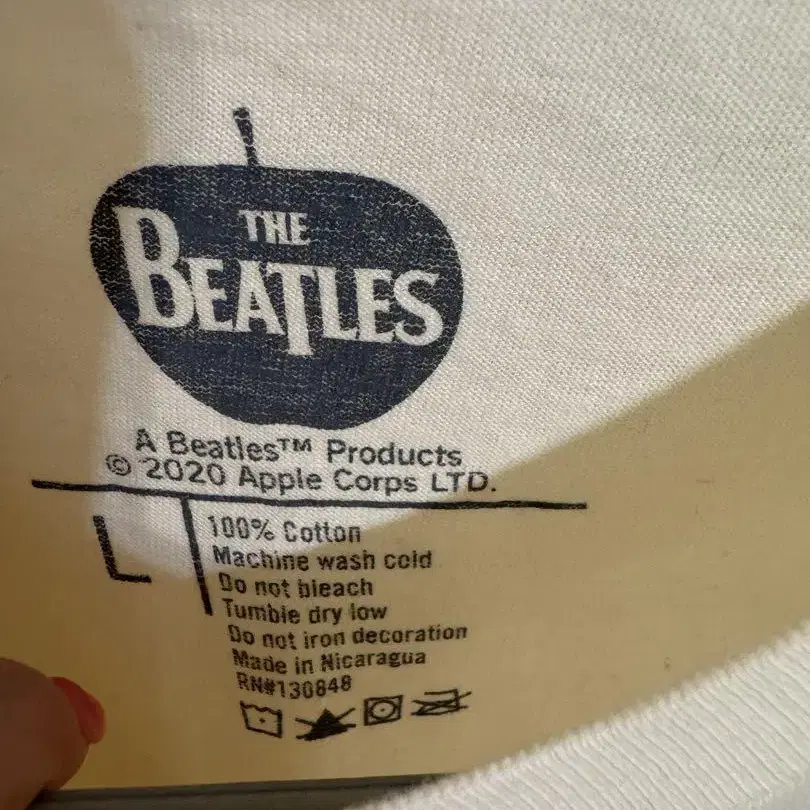 THE
BEATLES
A Beatles™ Products
© 2020 Apple Corps LTD.
L
100% Cotton
Machine wash cold
Do not bleach
Tumble dry low
Do not iron decoration
Made in Nicaragua
RN#130848